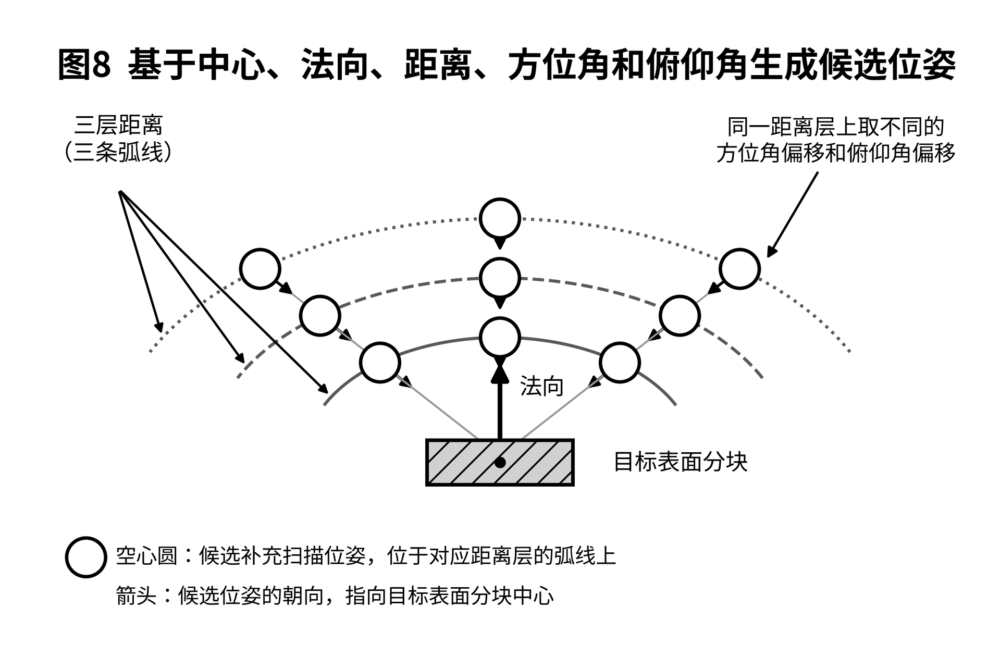 图8 基于中心、法向、距离、方位角和俯仰角生成候选位姿
三层距离
（三条弧线）
同一距离层上取不同的
方位角偏移和俯仰角偏移
法向
目标表面分块
空心圆：候选补充扫描位姿，位于对应距离层的弧线上
箭头：候选位姿的朝向，指向目标表面分块中心